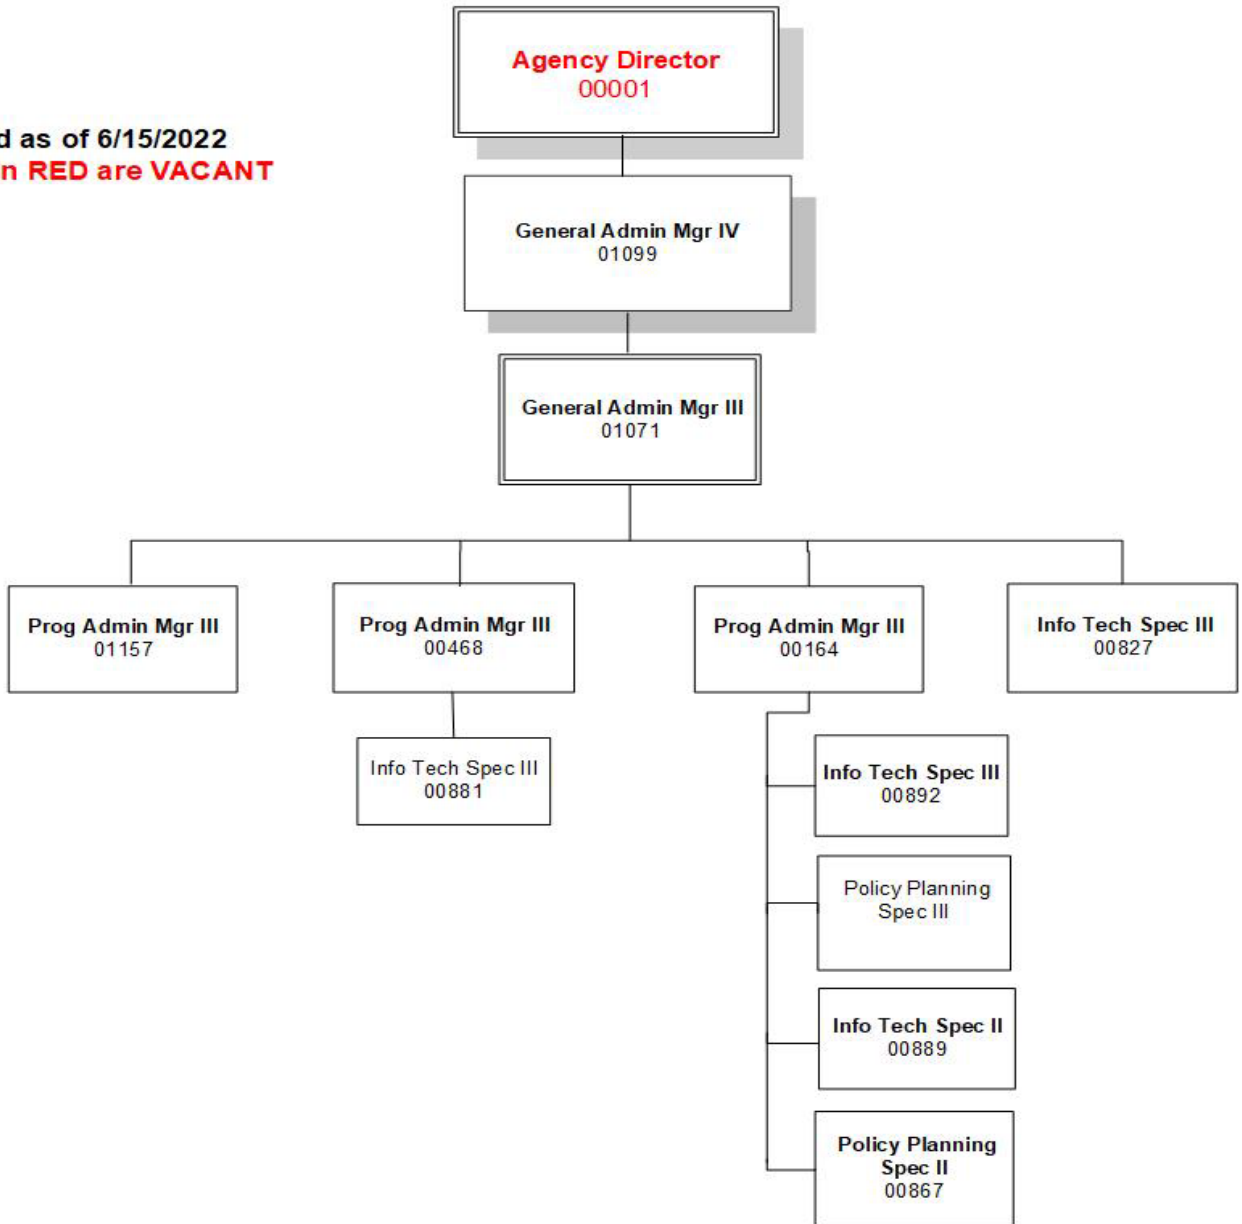 Agency Director
00001
d as of 6/15/2022
n RED are VACANT
General Admin Mgr IV
01099
General Admin Mgr III
01071
Prog Admin Mgr III
01157
Prog Admin Mgr III
00468
Prog Admin Mgr III
00164
Info Tech Spec III
00827
Info Tech Spec III
00881
Info Tech Spec III
00892
Policy Planning
Spec III
Info Tech Spec II
00889
Policy Planning
Spec II
00867